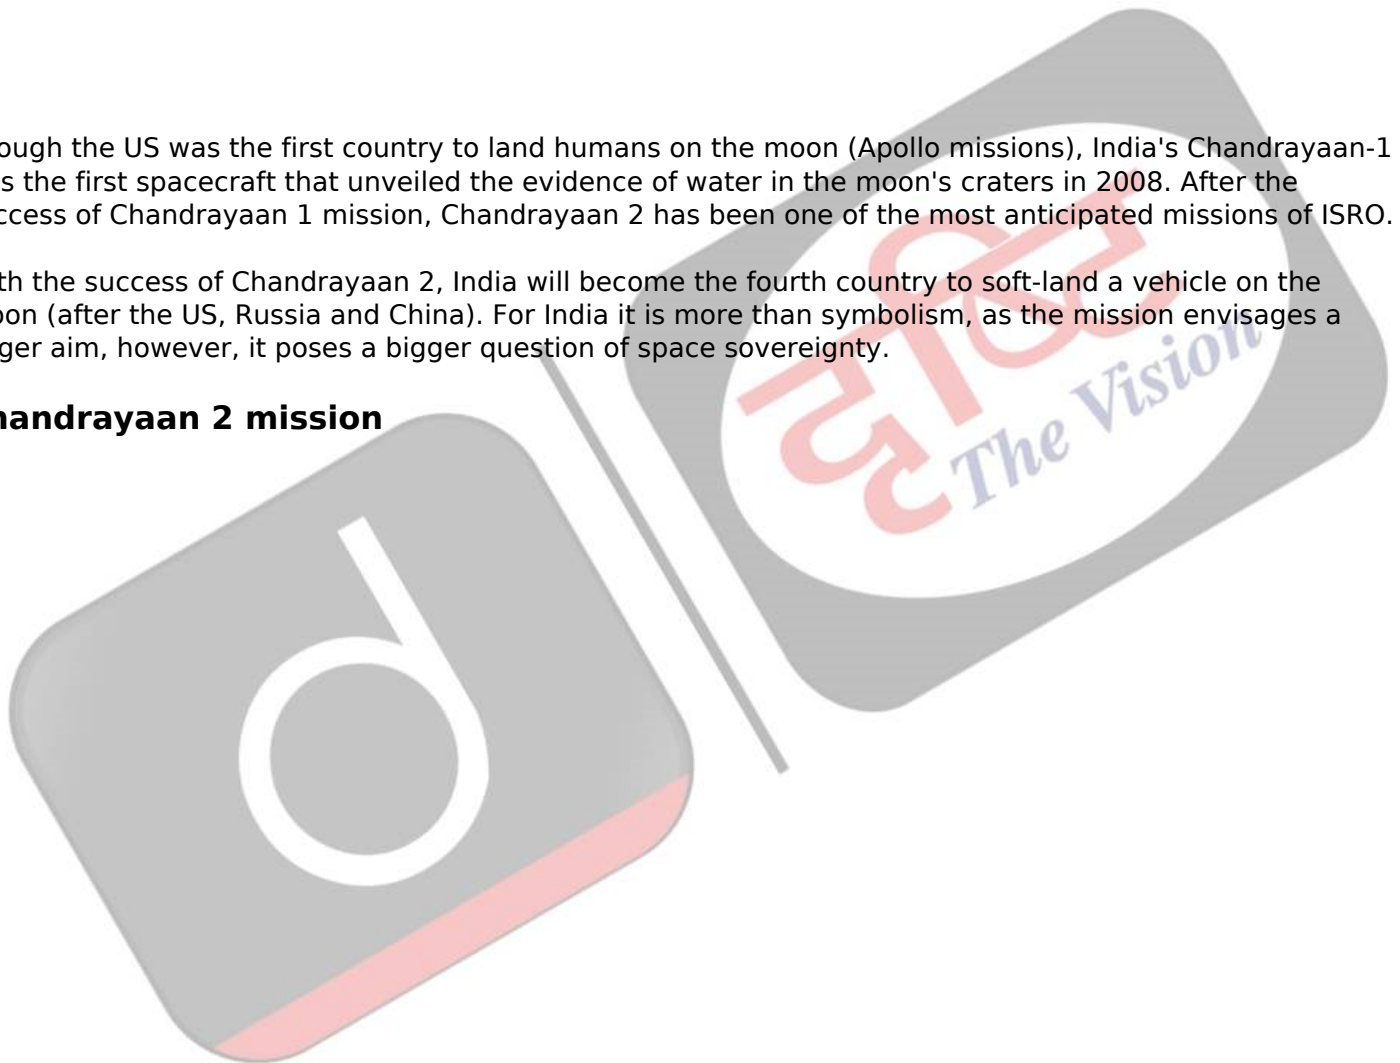 ough the US was the first country to land humans on the moon (Apollo missions), India's Chandrayaan-1
s the first spacecraft that unveiled the evidence of water in the moon's craters in 2008. After the
ccess of Chandrayaan 1 mission, Chandrayaan 2 has been one of the most anticipated missions of ISRO.
th the success of Chandrayaan 2, India will become the fourth country to soft-land a vehicle on the
oon (after the US, Russia and China). For India it is more than symbolism, as the mission envisages a
ger aim, however, it poses a bigger question of space sovereignty.
handrayaan 2 mission
दृष्टि
The Vision
d